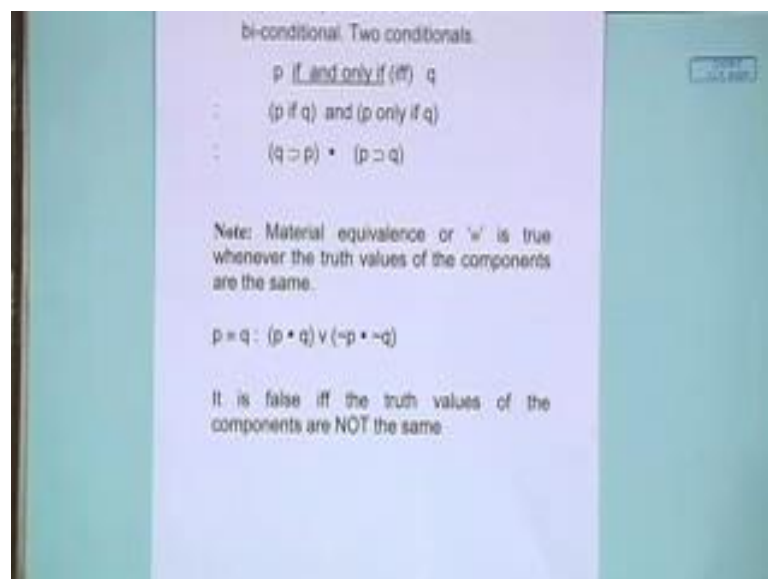 bi-conditional. Two conditionals.
p if and only if (iff) q
: (p if q) and (p only if q)
: (q ⊃ p) • (p ⊃ q)
Note: Material equivalence or '≡' is true
whenever the truth values of the components
are the same.
p ≡ q : (p • q) v (~p • ~q)
It is false iff the truth values of the
components are NOT the same